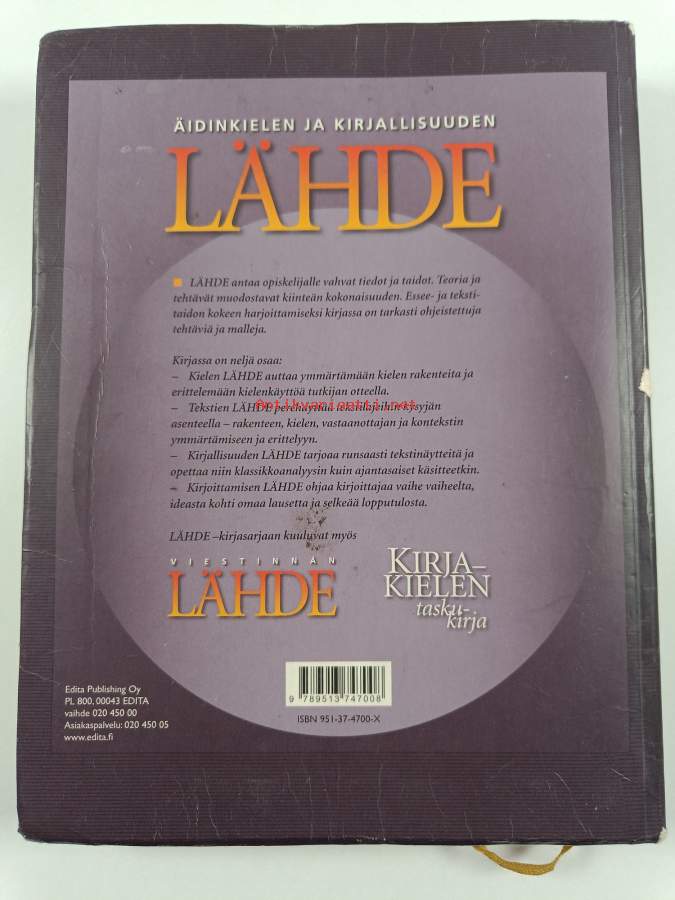 ÄIDINKIELEN JA KIRJALLISUUDEN
LÄHDE
LÄHDE antaa opiskelijalle vahvat tiedot ja taidot. Teoria ja
tehtävät muodostavat kiinteän kokonaisuuden. Essee- ja teksti-
taidon kokeen harjoittamiseksi kirjassa on tarkasti ohjeistettuja
tehtäviä ja malleja.
Kirjassa on neljä osaa:
– Kielen LÄHDE auttaa ymmärtämään kielen rakenteita ja
erittelemään kielenkäyttöä tutkijan otteella.
– Tekstien LÄHDE perehdyttää tekstilajeihin kysyjän
Antikvariaatti.net
asenteella – rakenteen, kielen, vastaanottajan ja kontekstin
ymmärtämiseen ja erittelyyn.
– Kirjallisuuden LÄHDE tarjoaa runsaasti tekstinäytteitä ja
opettaa niin klassikkoanalyysin kuin ajantasaiset käsitteetkin.
– Kirjoittamisen LÄHDE ohjaa kirjoittajaa vaihe vaiheelta,
ideasta kohti omaa lausetta ja selkeää lopputulosta.
LÄHDE –kirjasarjaan kuuluvat myös
VIESTINNÄN
LÄHDE
KIRJA–
KIELEN
tasku-
kirja
Edita Publishing Oy
PL 800, 00043 EDITA
vaihde 020 450 00
Asiakaspalvelu: 020 450 05
www.edita.fi
9 789513 747008
ISBN 951-37-4700-X